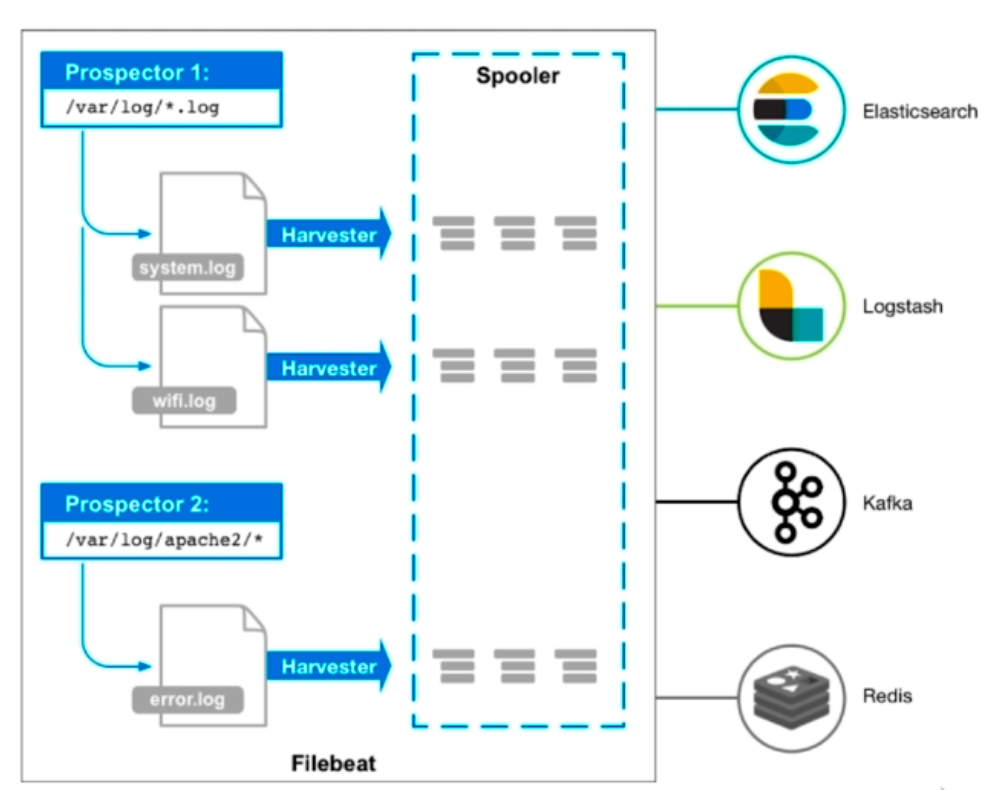 Prospector 1:
/var/log/*.log
Spooler
Elasticsearch
system.log
Harvester
Logstash
wifi.log
Harvester
Prospector 2:
/var/log/apache2/*
Kafka
error.log
Harvester
Redis
Filebeat